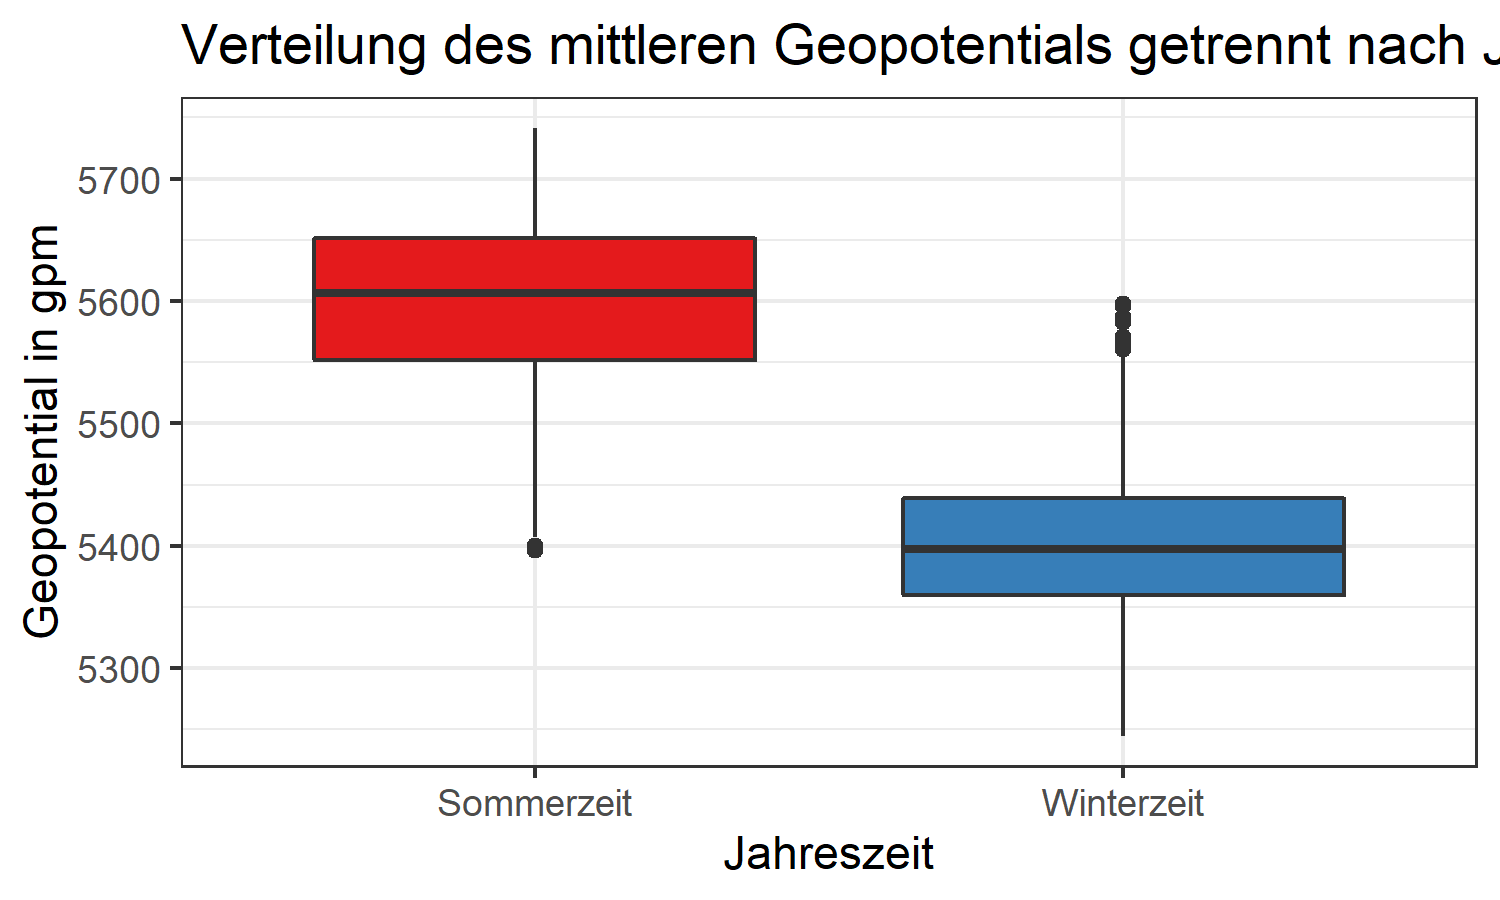 Verteilung des mittleren Geopotentials getrennt nach J
Geopotential in gpm
5700
5600
5500
5400
5300
Sommerzeit
Winterzeit
Jahreszeit